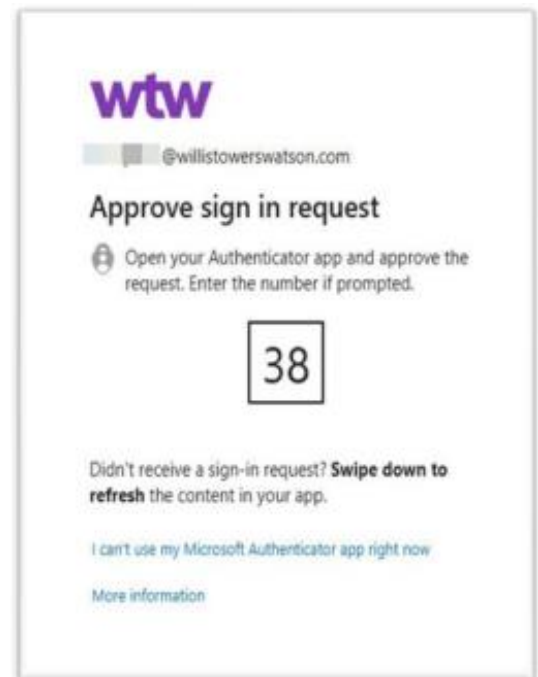 wtw
@willistowerswatson.com
Approve sign in request
Open your Authenticator app and approve the
request. Enter the number if prompted.
38
Didn't receive a sign-in request? Swipe down to
refresh the content in your app.
I can't use my Microsoft Authenticator app right now
More information